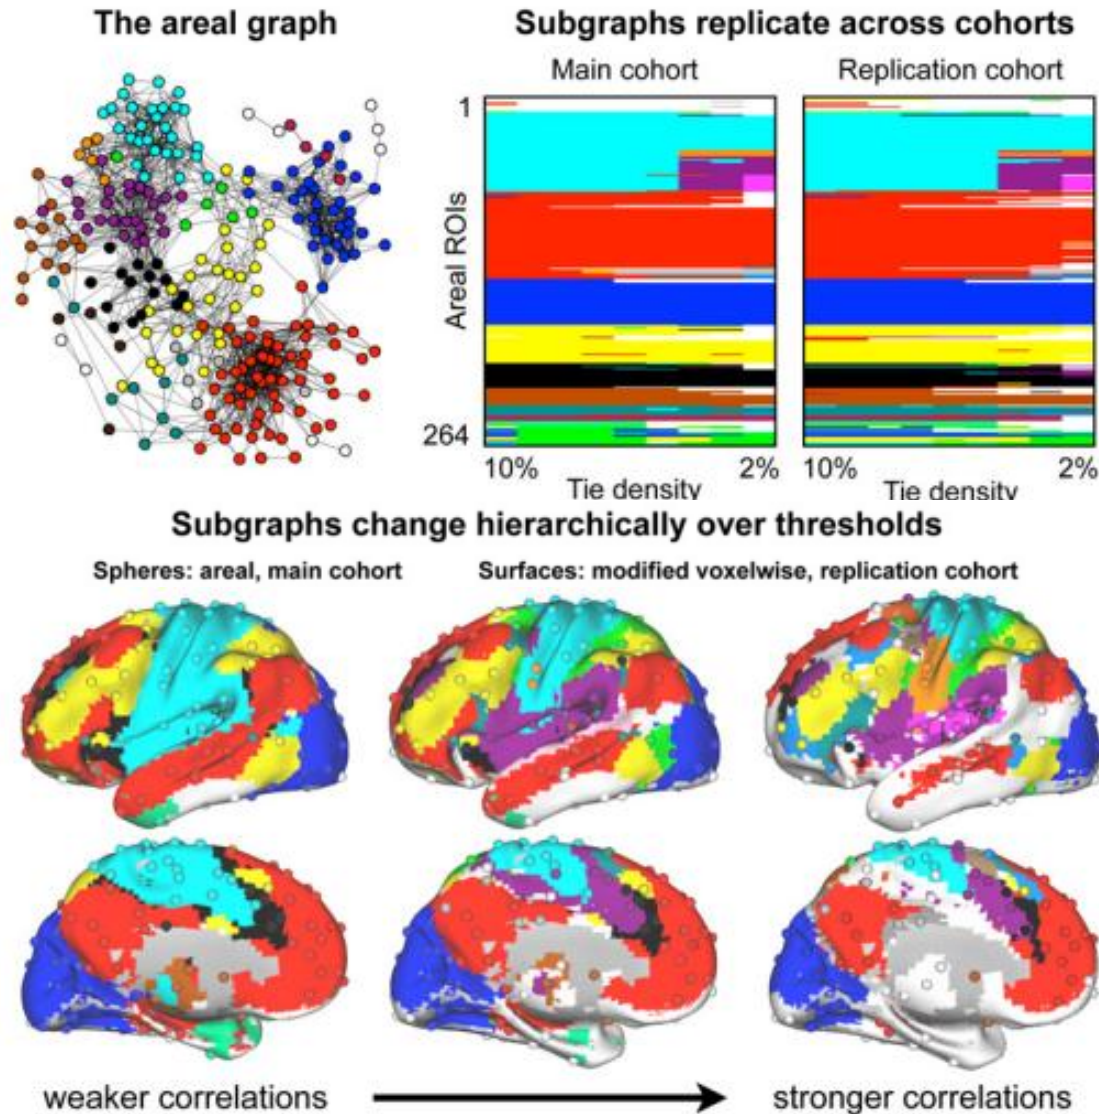 The areal graph
Subgraphs replicate across cohorts
Main cohort
Replication cohort
1
Areal ROIs
264
10%
2%
10%
2%
Tie density
Tie density
Subgraphs change hierarchically over thresholds
Spheres: areal, main cohort
Surfaces: modified voxelwise, replication cohort
weaker correlations
stronger correlations